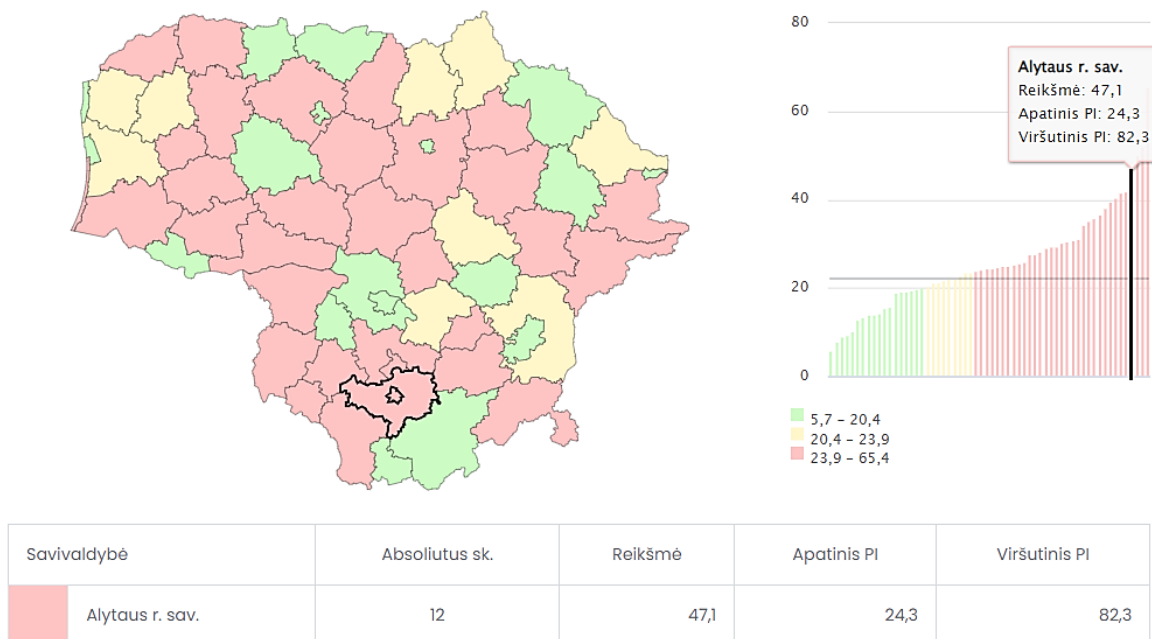 80
60
40
20
0
Alytaus r. sav.
Reikšmė: 47,1
Apatinis PI: 24,3
Viršutinis PI: 82,3
5,7 – 20,4
20,4 – 23,9
23,9 – 65,4
Savivaldybė Absoliutus sk. Reikšmė Apatinis PI Viršutinis PI
Alytaus r. sav. 12 47,1 24,3 82,3